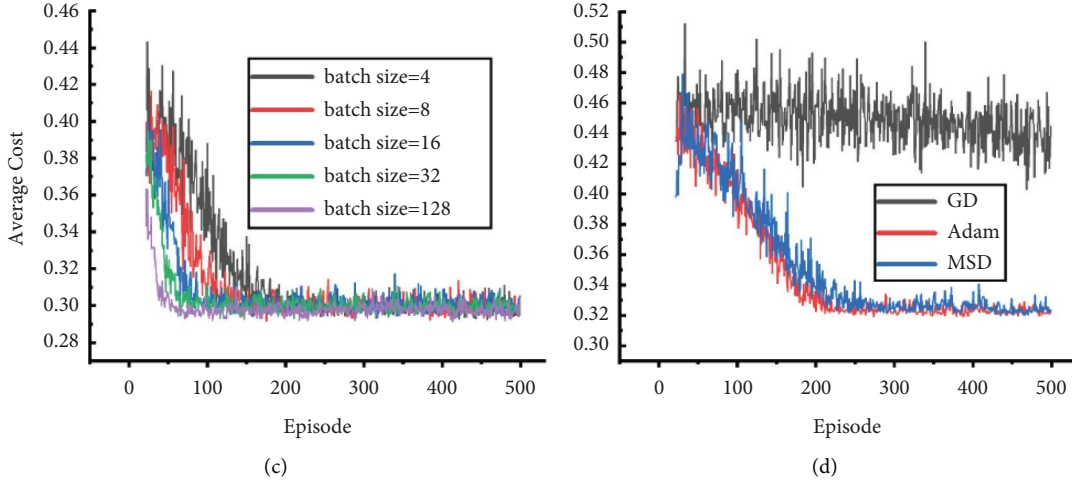 0.46
0.44
0.42
0.40
0.38
0.36
0.34
0.32
0.30
0.28
Average Cost
batch size=4
batch size=8
batch size=16
batch size=32
batch size=128
0 100 200 300 400 500
Episode
(c)
0.52
0.50
0.48
0.46
0.44
0.42
0.40
0.38
0.36
0.34
0.32
0.30
GD
Adam
MSD
0 100 200 300 400 500
Episode
(d)